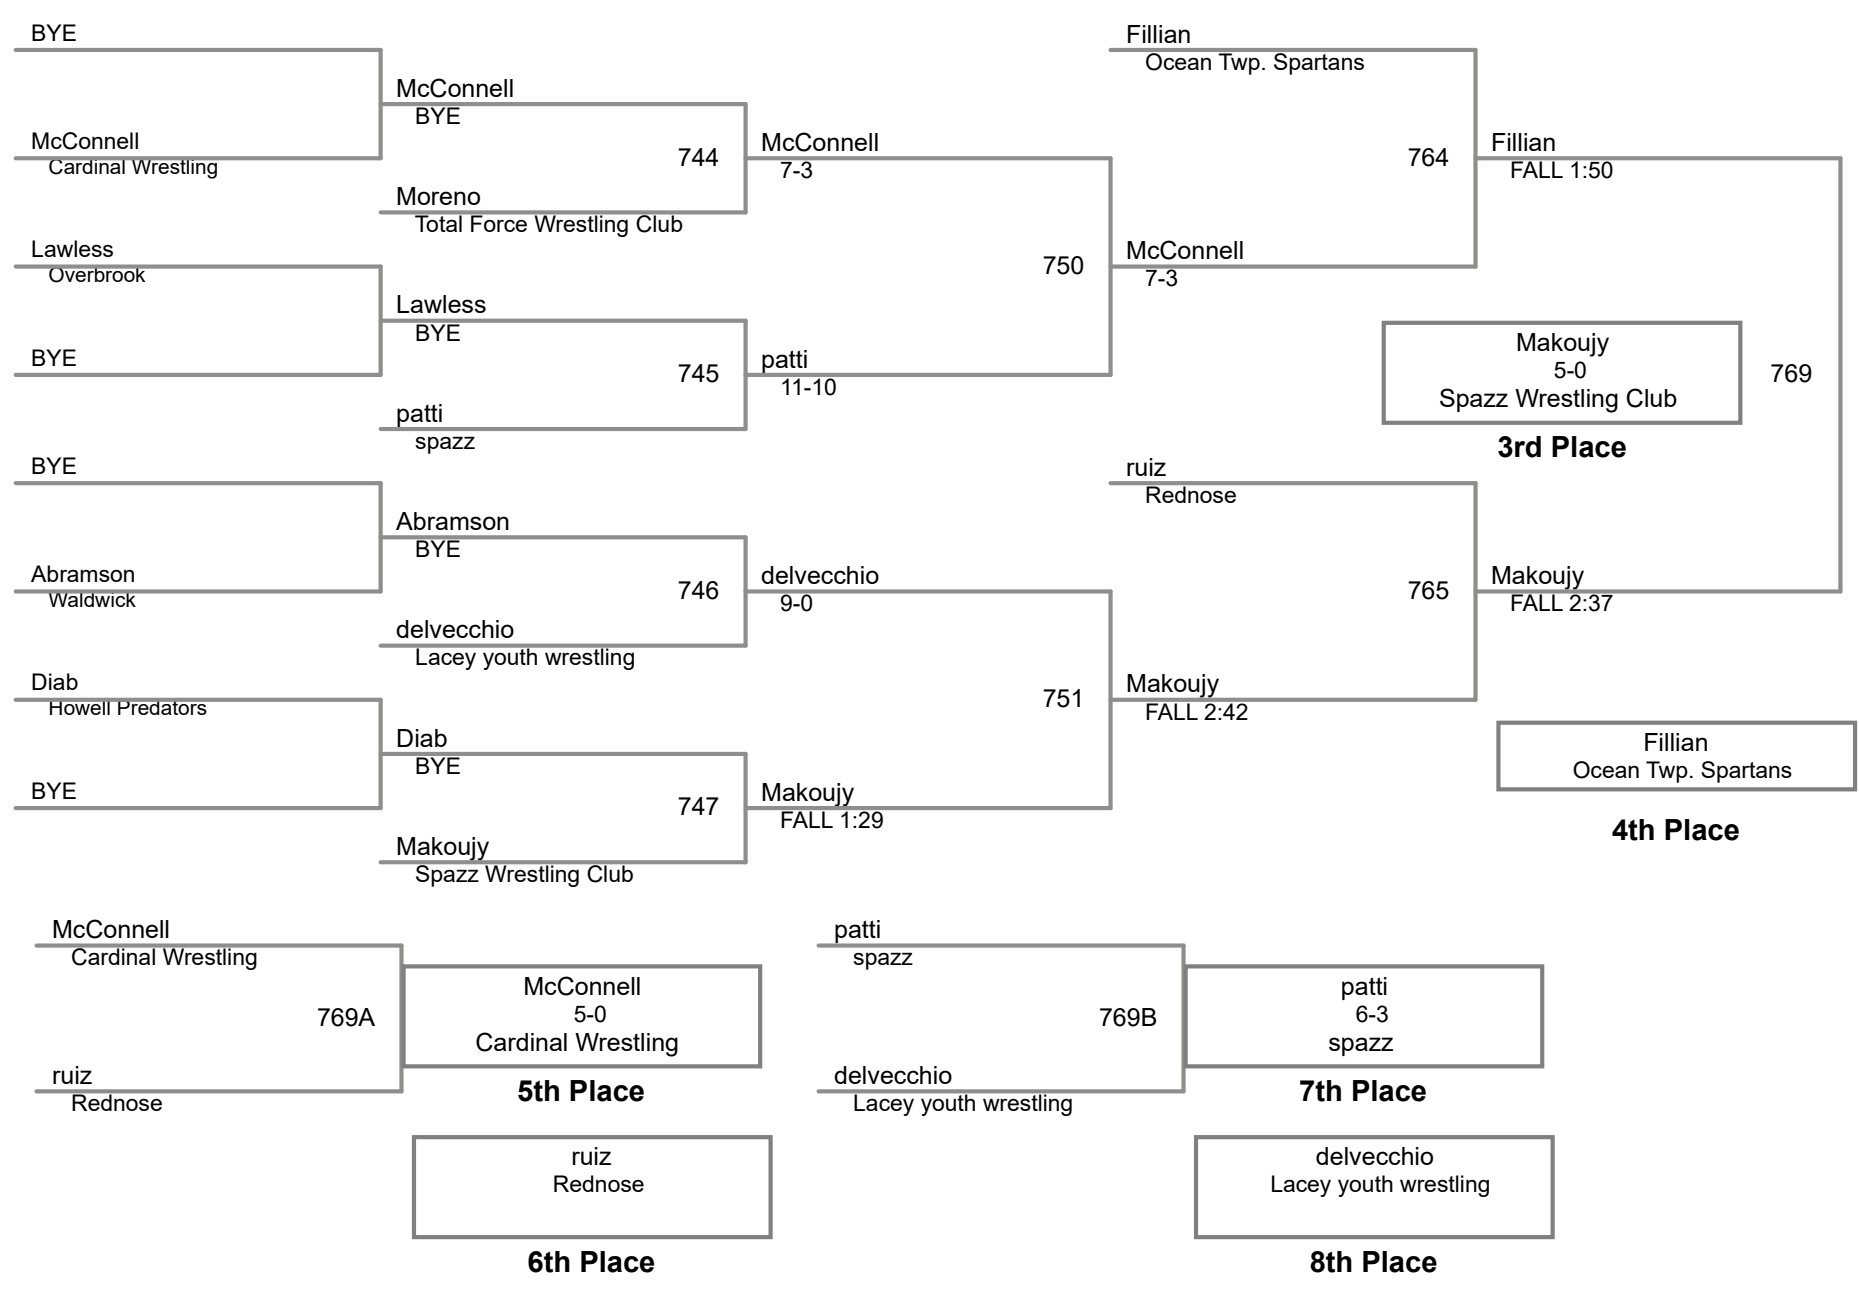 BYE
McConnell
Cardinal Wrestling
Lawless
Overbrook
BYE
BYE
Abramson
Waldwick
Diab
Howell Predators
BYE
McConnell
BYE
744
Moreno
Total Force Wrestling Club
Lawless
BYE
745
patti
spazz
Abramson
BYE
746
delvecchio
Lacey youth wrestling
Diab
BYE
747
Makoujy
Spazz Wrestling Club
McConnell
7-3
750
patti
11-10
delvecchio
9-0
751
Makoujy
FALL 1:29
Fillian
Ocean Twp. Spartans
764
McConnell
7-3
ruiz
Rednose
765
Makoujy
FALL 2:42
Fillian
FALL 1:50
769
Makoujy
FALL 2:37
Makoujy
5-0
Spazz Wrestling Club
3rd Place
Fillian
Ocean Twp. Spartans
4th Place
McConnell
Cardinal Wrestling
769A
ruiz
Rednose
McConnell
5-0
Cardinal Wrestling
5th Place
ruiz
Rednose
6th Place
patti
spazz
769B
delvecchio
Lacey youth wrestling
patti
6-3
spazz
7th Place
delvecchio
Lacey youth wrestling
8th Place